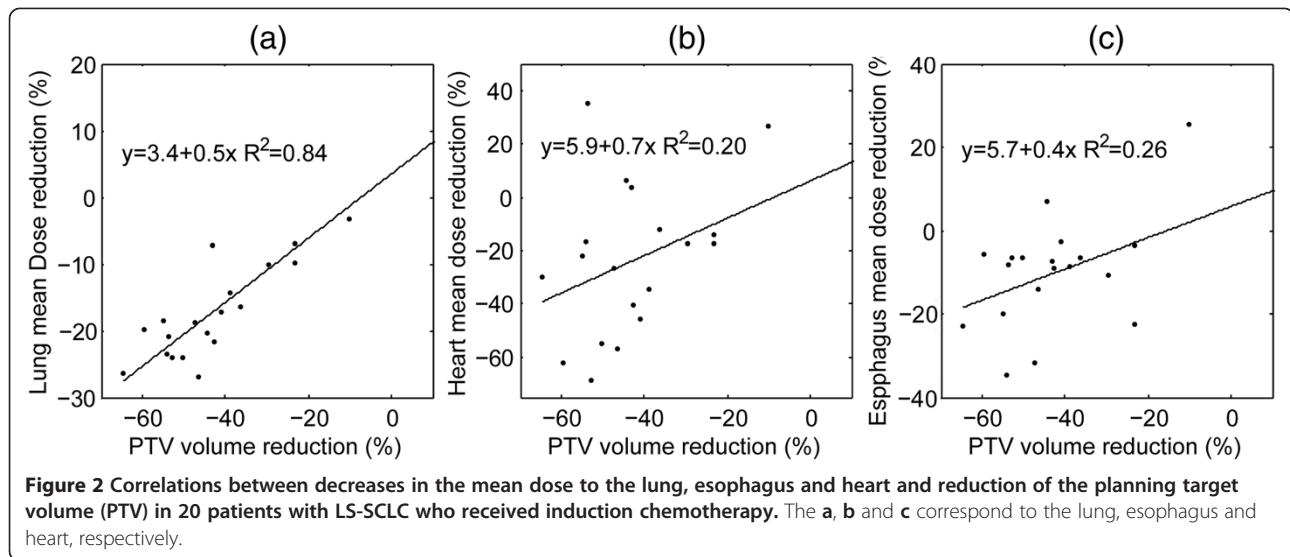 (a)
Lung mean Dose reduction (%)
20
10
0
−10
−20
−30
y=3.4+0.5x R²=0.84
−60 −40 −20 0
PTV volume reduction (%)
(b)
Heart mean dose reduction (%)
40
20
0
−20
−40
−60
y=5.9+0.7x R²=0.20
−60 −40 −20 0
PTV volume reduction (%)
(c)
Espphagus mean dose reduction (%
40
20
0
−20
−40
y=5.7+0.4x R²=0.26
−60 −40 −20 0
PTV volume reduction (%)
Figure 2 Correlations between decreases in the mean dose to the lung, esophagus and heart and reduction of the planning target
volume (PTV) in 20 patients with LS-SCLC who received induction chemotherapy. The a, b and c correspond to the lung, esophagus and
heart, respectively.